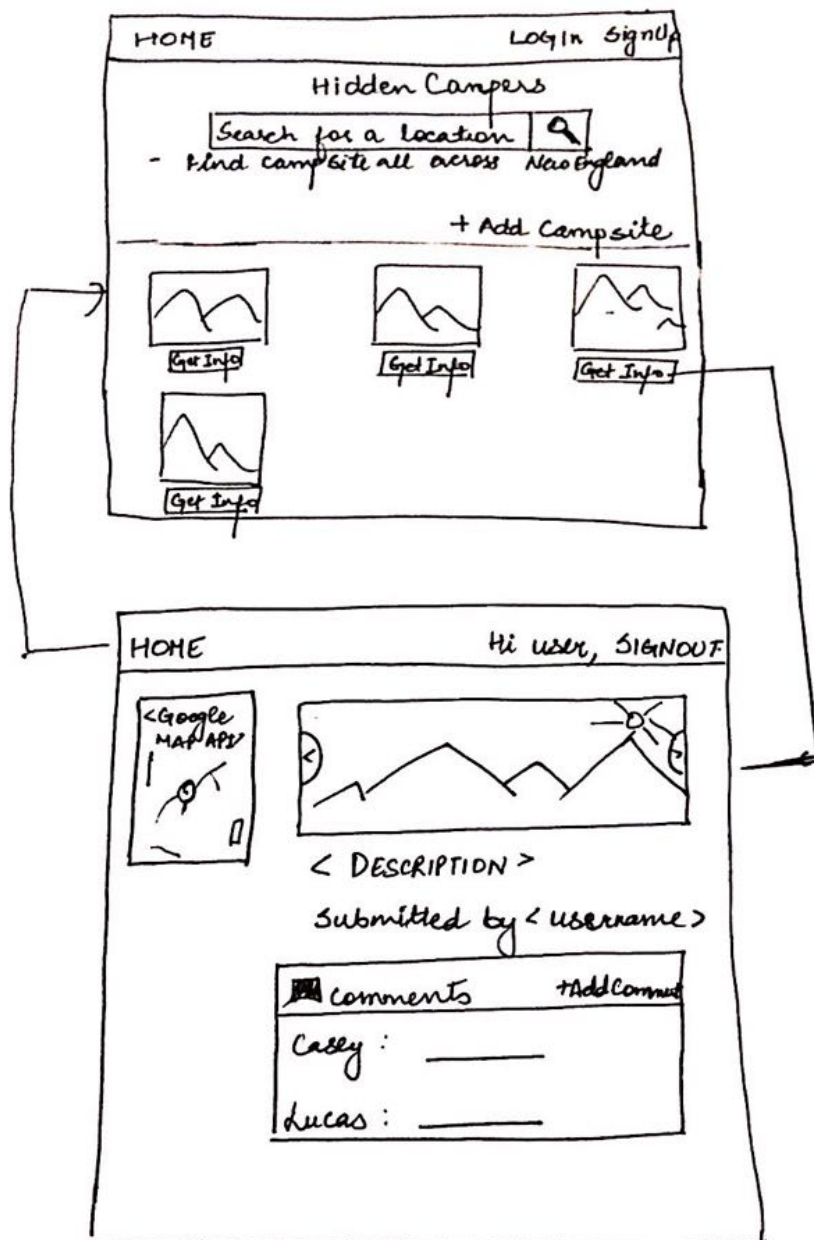 HOME LOGIn SignUp
Hidden Campers
Search for a location
- Find campsite all across New England
+ Add Campsite
Get Info Get Info Get Info
Get Info
HOME Hi user, SIGNOUT
<Google
MAP API>
< >
< DESCRIPTION >
Submitted by <username>
Comments +Add Comment
Casey :
Lucas :